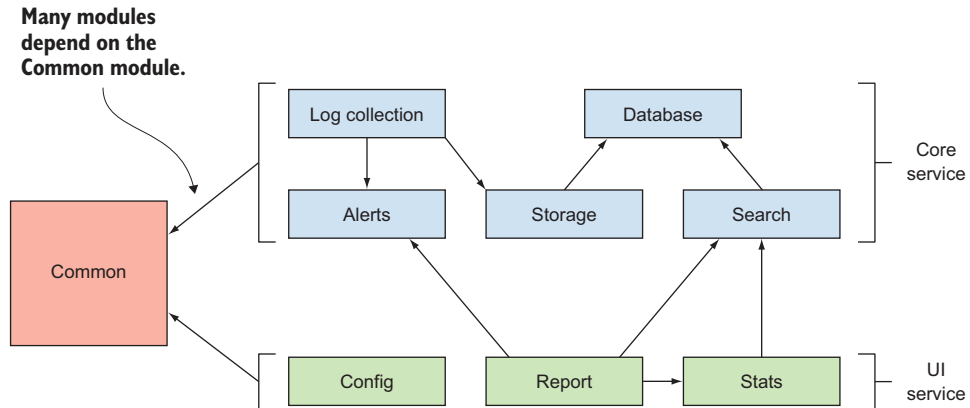 Many modules
depend on the
Common module.
Log collection
Database
Core
service
Alerts
Storage
Search
Common
Config
Report
Stats
UI
service